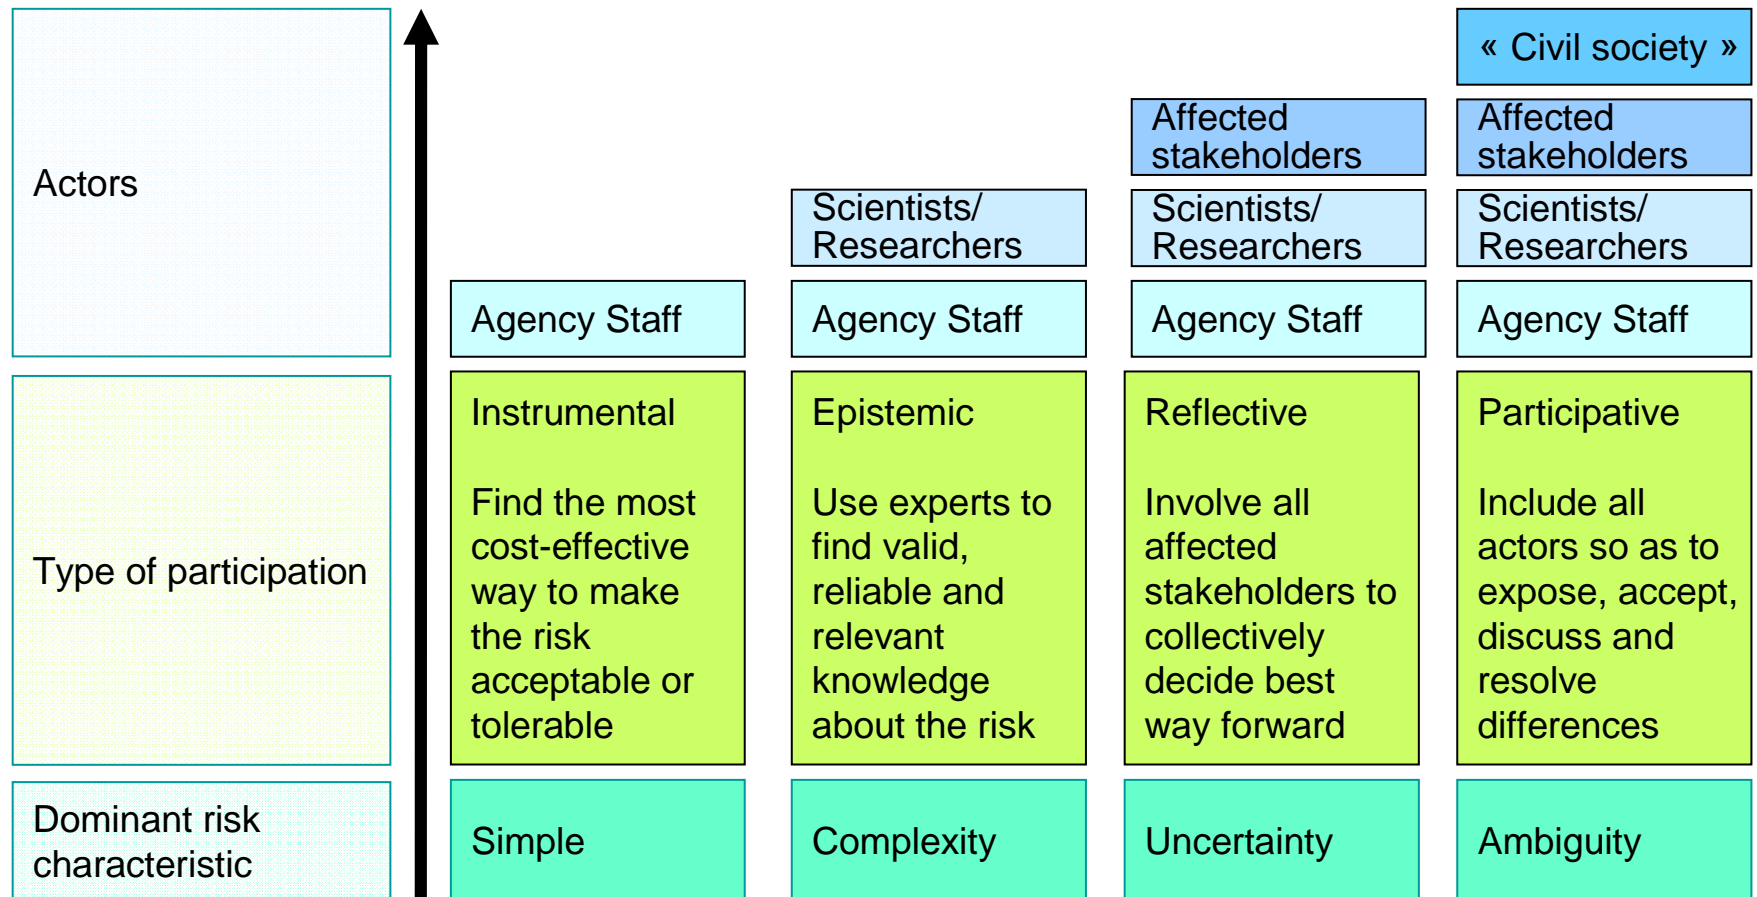 Actors
« Civil society »
Affected
stakeholders
Affected
stakeholders
Scientists/
Researchers
Scientists/
Researchers
Scientists/
Researchers
Agency Staff
Agency Staff
Agency Staff
Agency Staff
Type of participation
Instrumental
Find the most
cost-effective
way to make
the risk
acceptable or
tolerable
Epistemic
Use experts to
find valid,
reliable and
relevant
knowledge
about the risk
Reflective
Involve all
affected
stakeholders to
collectively
decide best
way forward
Participative
Include all
actors so as to
expose, accept,
discuss and
resolve
differences
Dominant risk
characteristic
Simple
Complexity
Uncertainty
Ambiguity